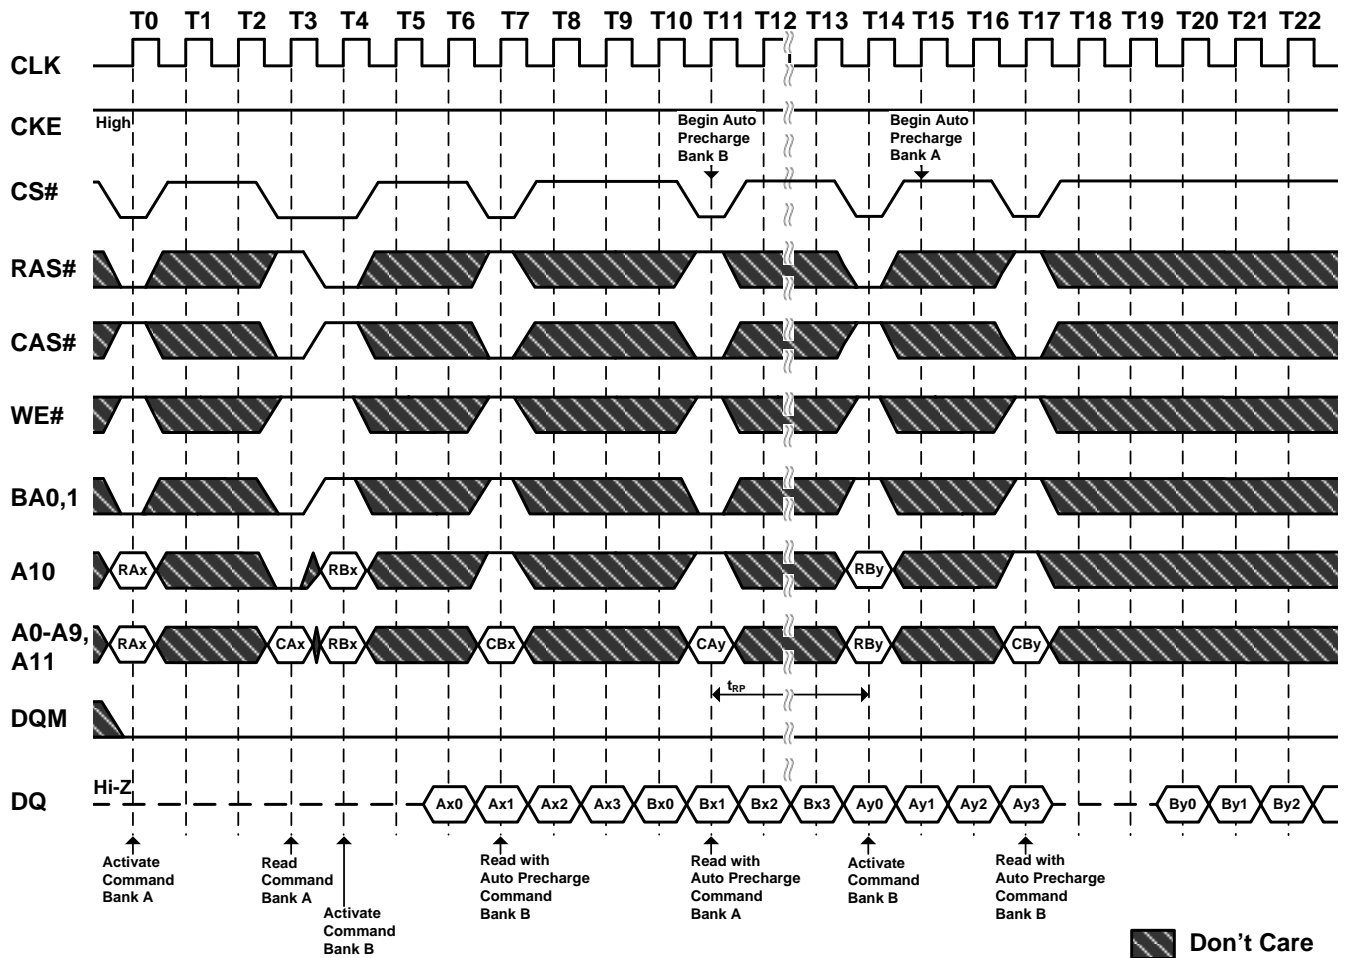 T0 T1 T2 T3 T4 T5 T6 T7 T8 T9 T10 T11 T12 T13 T14 T15 T16 T17 T18 T19 T20 T21 T22
CLK
CKE
High
Begin Auto
Precharge
Bank B
Begin Auto
Precharge
Bank A
CS#
RAS#
CAS#
WE#
BA0,1
A10
RAx RBx RBy
A0-A9,
A11
RAx CAx RBx CBx CAy RBy CBy
tRP
DQM
DQ
Hi-Z
Ax0 Ax1 Ax2 Ax3 Bx0 Bx1 Bx2 Bx3 Ay0 Ay1 Ay2 Ay3 By0 By1 By2
Activate
Command
Bank A
Read
Command
Bank A
Activate
Command
Bank B
Read with
Auto Precharge
Command
Bank B
Read with
Auto Precharge
Command
Bank A
Activate
Command
Bank B
Read with
Auto Precharge
Command
Bank B
Don't Care